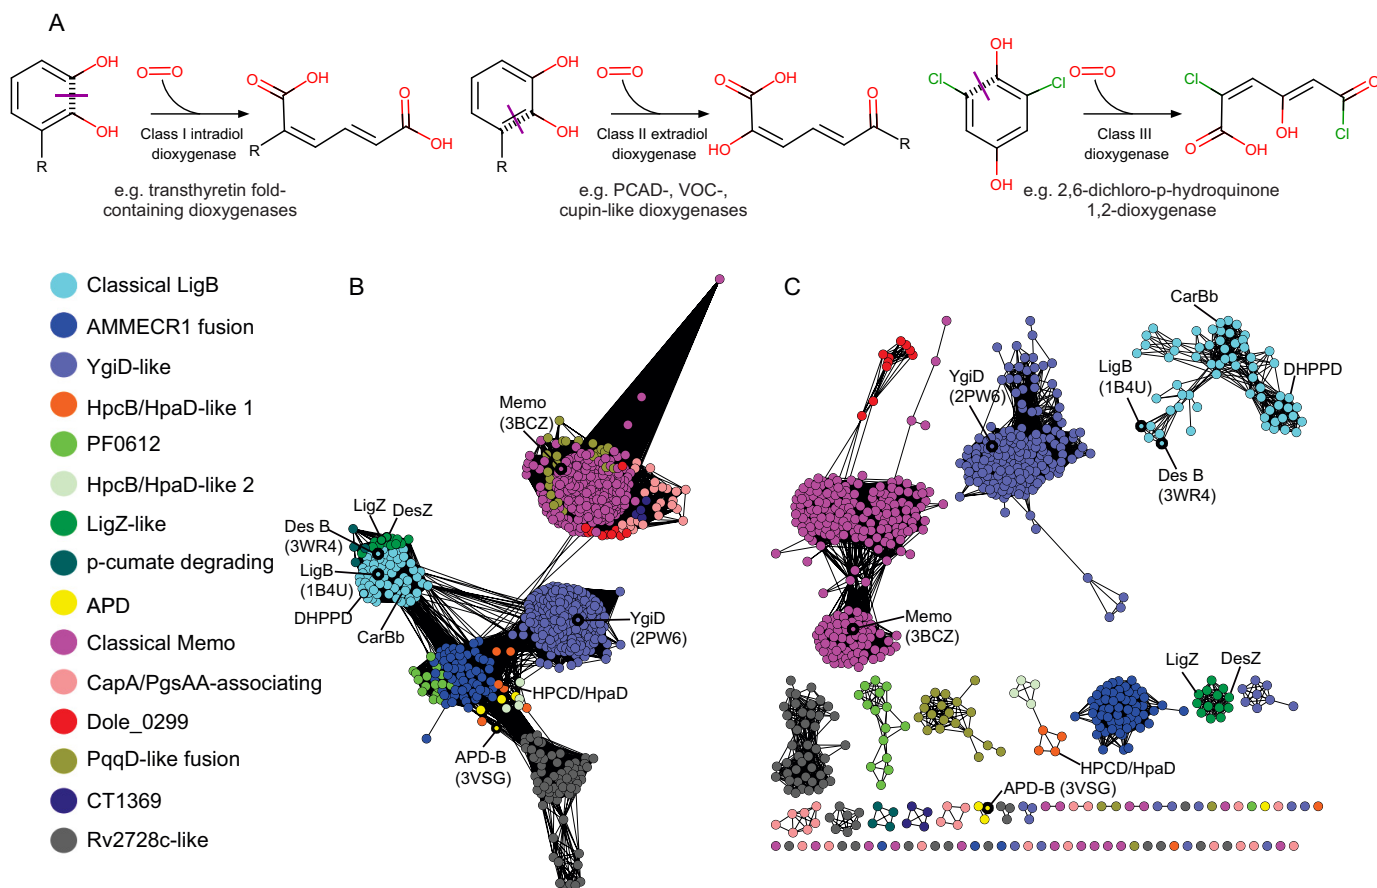 A
OH
OH
R
O=O
Class I intradiol
dioxygenase
O
OH
R
O
OH
e.g. transthyretin fold-
containing dioxygenases
OH
OH
R
O=O
Class II extradiol
dioxygenase
O
OH
HO
O
R
e.g. PCAD-, VOC-,
cupin-like dioxygenases
OH
Cl
Cl
OH
O=O
Class III
dioxygenase
Cl
O
OH
OH
O
Cl
e.g. 2,6-dichloro-p-hydroquinone
1,2-dioxygenase
Classical LigB
AMMECR1 fusion
YgiD-like
HpcB/HpaD-like 1
PF0612
HpcB/HpaD-like 2
LigZ-like
p-cumate degrading
APD
Classical Memo
CapA/PgsAA-associating
Dole_0299
PqqD-like fusion
CT1369
Rv2728c-like
B
Memo
(3BCZ)
LigZ
DesZ
Des B
(3WR4)
LigB
(1B4U)
DHPPD
CarBb
YgiD
(2PW6)
HPCD/HpaD
APD-B
(3VSG)
C
YgiD
(2PW6)
CarBb
LigB
(1B4U)
DHPPD
Des B
(3WR4)
Memo
(3BCZ)
LigZ
DesZ
HPCD/HpaD
APD-B (3VSG)